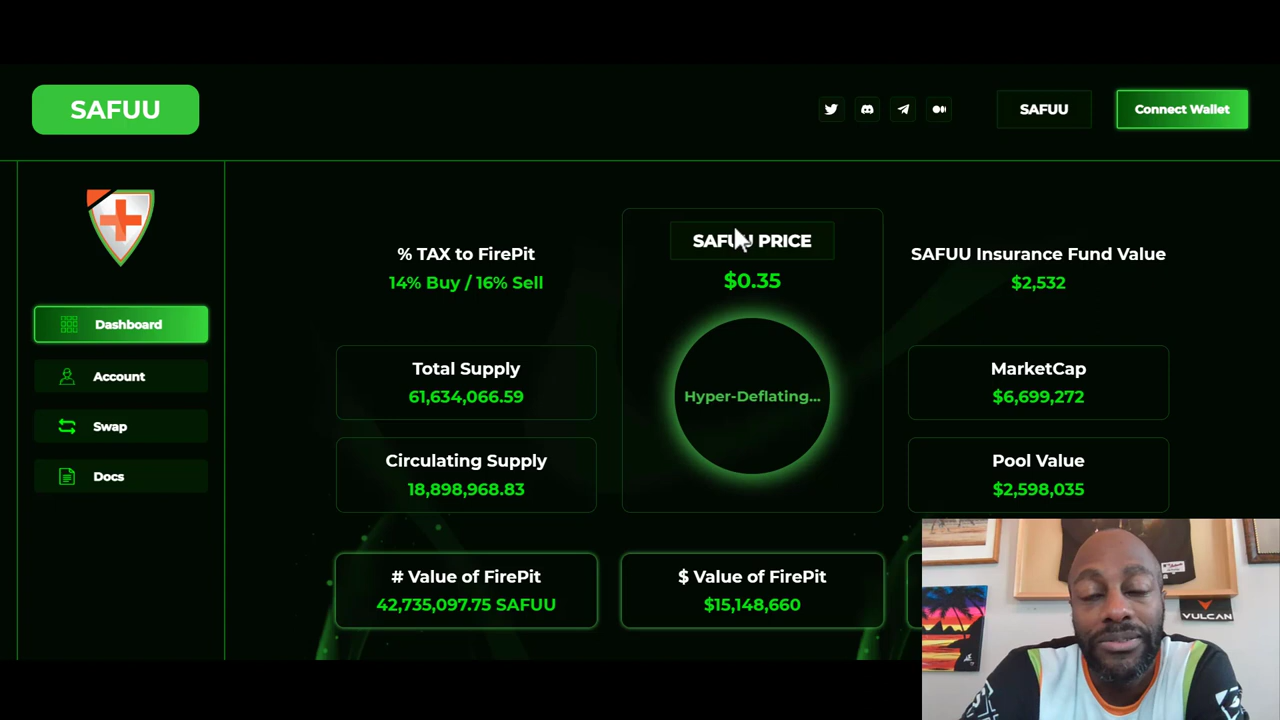 SAFUU
SAFUU
Connect Wallet
Dashboard
Account
Swap
Docs
% TAX to FirePit
14% Buy / 16% Sell
SAFUU PRICE
$0.35
Hyper-Deflating...
SAFUU Insurance Fund Value
$2,532
Total Supply
61,634,066.59
MarketCap
$6,699,272
Circulating Supply
18,898,968.83
Pool Value
$2,598,035
# Value of FirePit
42,735,097.75 SAFUU
$ Value of FirePit
$15,148,660
VULCAN